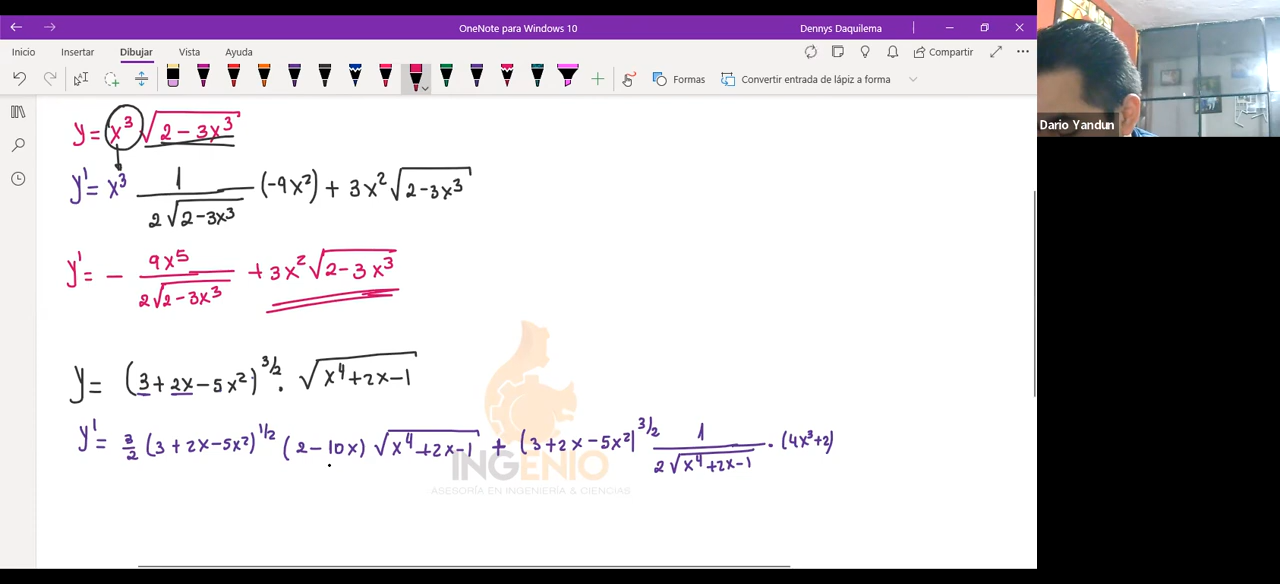 OneNote para Windows 10
Dennys Daquilema
Inicio Insertar Dibujar Vista Ayuda
Compartir
Formas
Convertir entrada de lápiz a forma
Dario Yandun
y = x³ √(2 - 3x³)
y' = x³ 1/(2√(2-3x³)) (-9x²) + 3x² √(2-3x³)
y' = - 9x⁵/(2√(2-3x³)) + 3x² √(2-3x³)
y = (3+2x-5x²)^(3/2) · √(x⁴+2x-1)
y' = 3/2 (3+2x-5x²)^(1/2) (2-10x) √(x⁴+2x-1) + (3+2x-5x²)^(3/2) 1/(2√(x⁴+2x-1)) · (4x³+2)
INGENIO
ASESORÍA EN INGENIERÍA & CIENCIAS